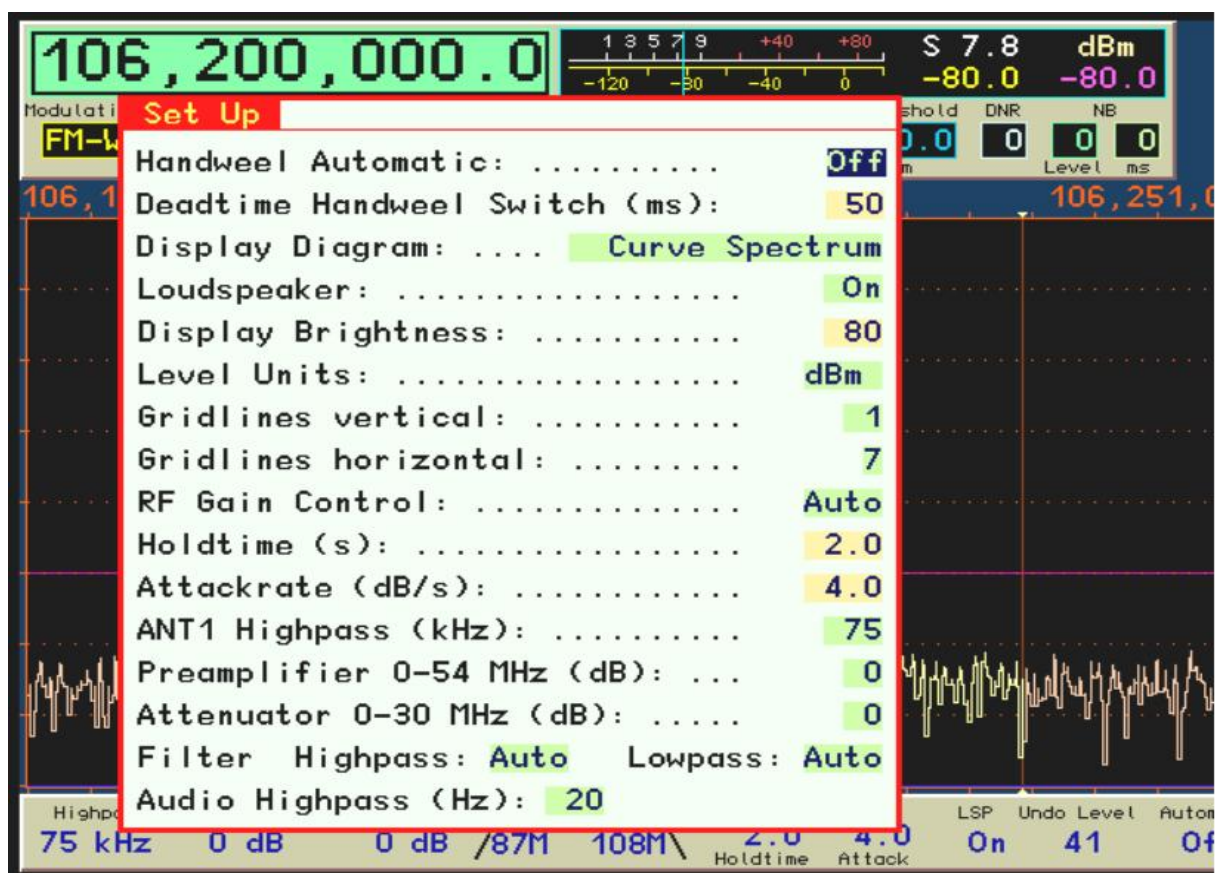 106,200,000.0
1 3 5 7 9 +40 +80
-120 -80 -40 0
S 7.8 dBm
-80.0 -80.0
Modulati shold DNR NB
FM-W 0.0 0 0 0
m Level ms
106,1 106,251,0
Set Up
Handweel Automatic: .......... Off
Deadtime Handweel Switch (ms): 50
Display Diagram: .... Curve Spectrum
Loudspeaker: .................. On
Display Brightness: ........... 80
Level Units: .................. dBm
Gridlines vertical: ........... 1
Gridlines horizontal: ......... 7
RF Gain Control: .............. Auto
Holdtime (s): ................. 2.0
Attackrate (dB/s): ............ 4.0
ANT1 Highpass (kHz): .......... 75
Preamplifier 0-54 MHz (dB): ... 0
Attenuator 0-30 MHz (dB): ..... 0
Filter Highpass: Auto Lowpass: Auto
Audio Highpass (Hz): 20
Highpa LSP Undo Level Autom
75 kHz 0 dB 0 dB /87M 108M\ 2.0 4.0 On 41 Of
Holdtime Attack